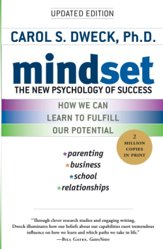 UPDATED EDITION
CAROL S. DWECK, Ph.D.
mindset
THE NEW PSYCHOLOGY OF SUCCESS
HOW WE CAN
LEARN TO FULFILL
OUR POTENTIAL
*parenting
*business
*school
*relationships
2
MILLION
COPIES IN
PRINT
"Through clever research studies and engaging writing,
Dweck illuminates how our beliefs about our capabilities exert tremendous
influence on how we learn and which paths we take in life."
—BILL GATES, GatesNotes